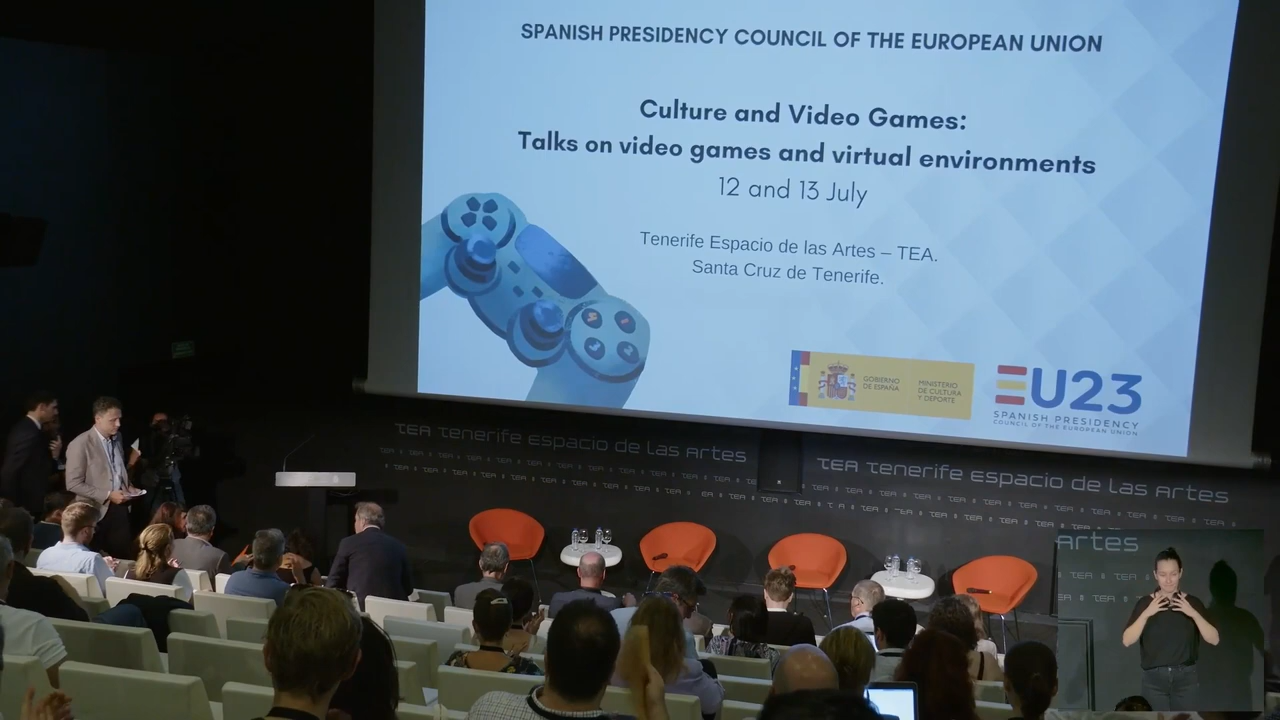 SPANISH PRESIDENCY COUNCIL OF THE EUROPEAN UNION
Culture and Video Games:
Talks on video games and virtual environments
12 and 13 July
Tenerife Espacio de las Artes – TEA.
Santa Cruz de Tenerife.
GOBIERNO
DE ESPAÑA
MINISTERIO
DE CULTURA
Y DEPORTE
EU23
SPANISH PRESIDENCY
COUNCIL OF THE EUROPEAN UNION
TEA Tenerife Espacio de las Artes
TEA Tenerife Espacio de las Artes
Artes